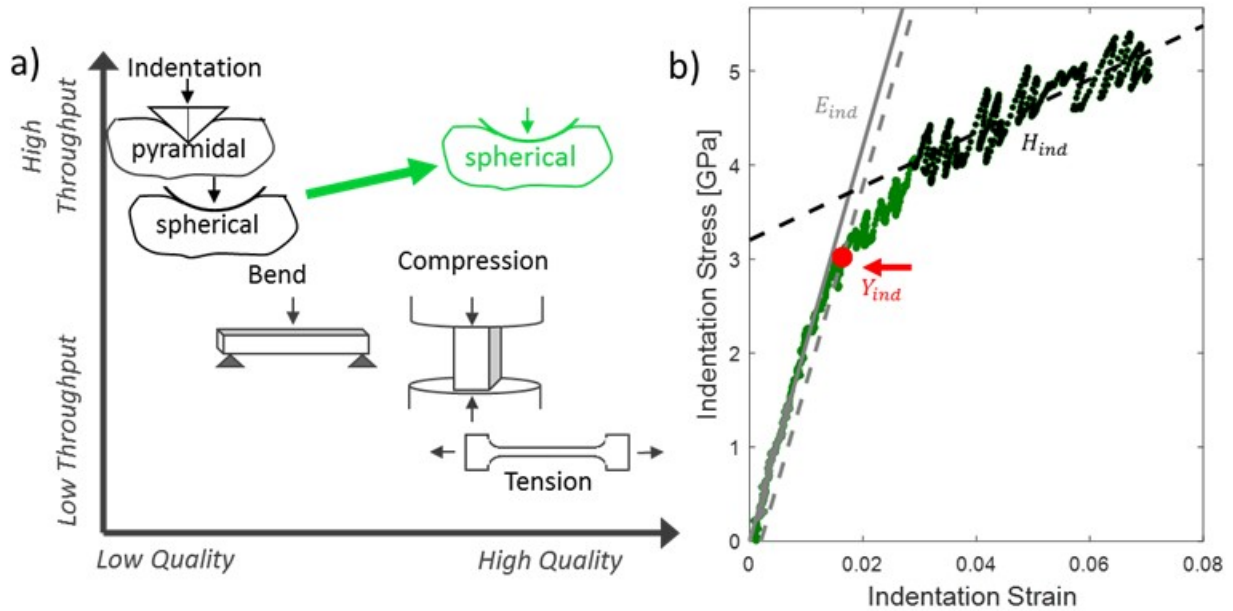 a)
High
Throughput
Low Throughput
Indentation
pyramidal
spherical
spherical
Bend
Compression
Tension
Low Quality
High Quality
b)
Indentation Stress [GPa]
5
4
3
2
1
0
E_ind
H_ind
Y_ind
0
0.02
0.04
0.06
0.08
Indentation Strain